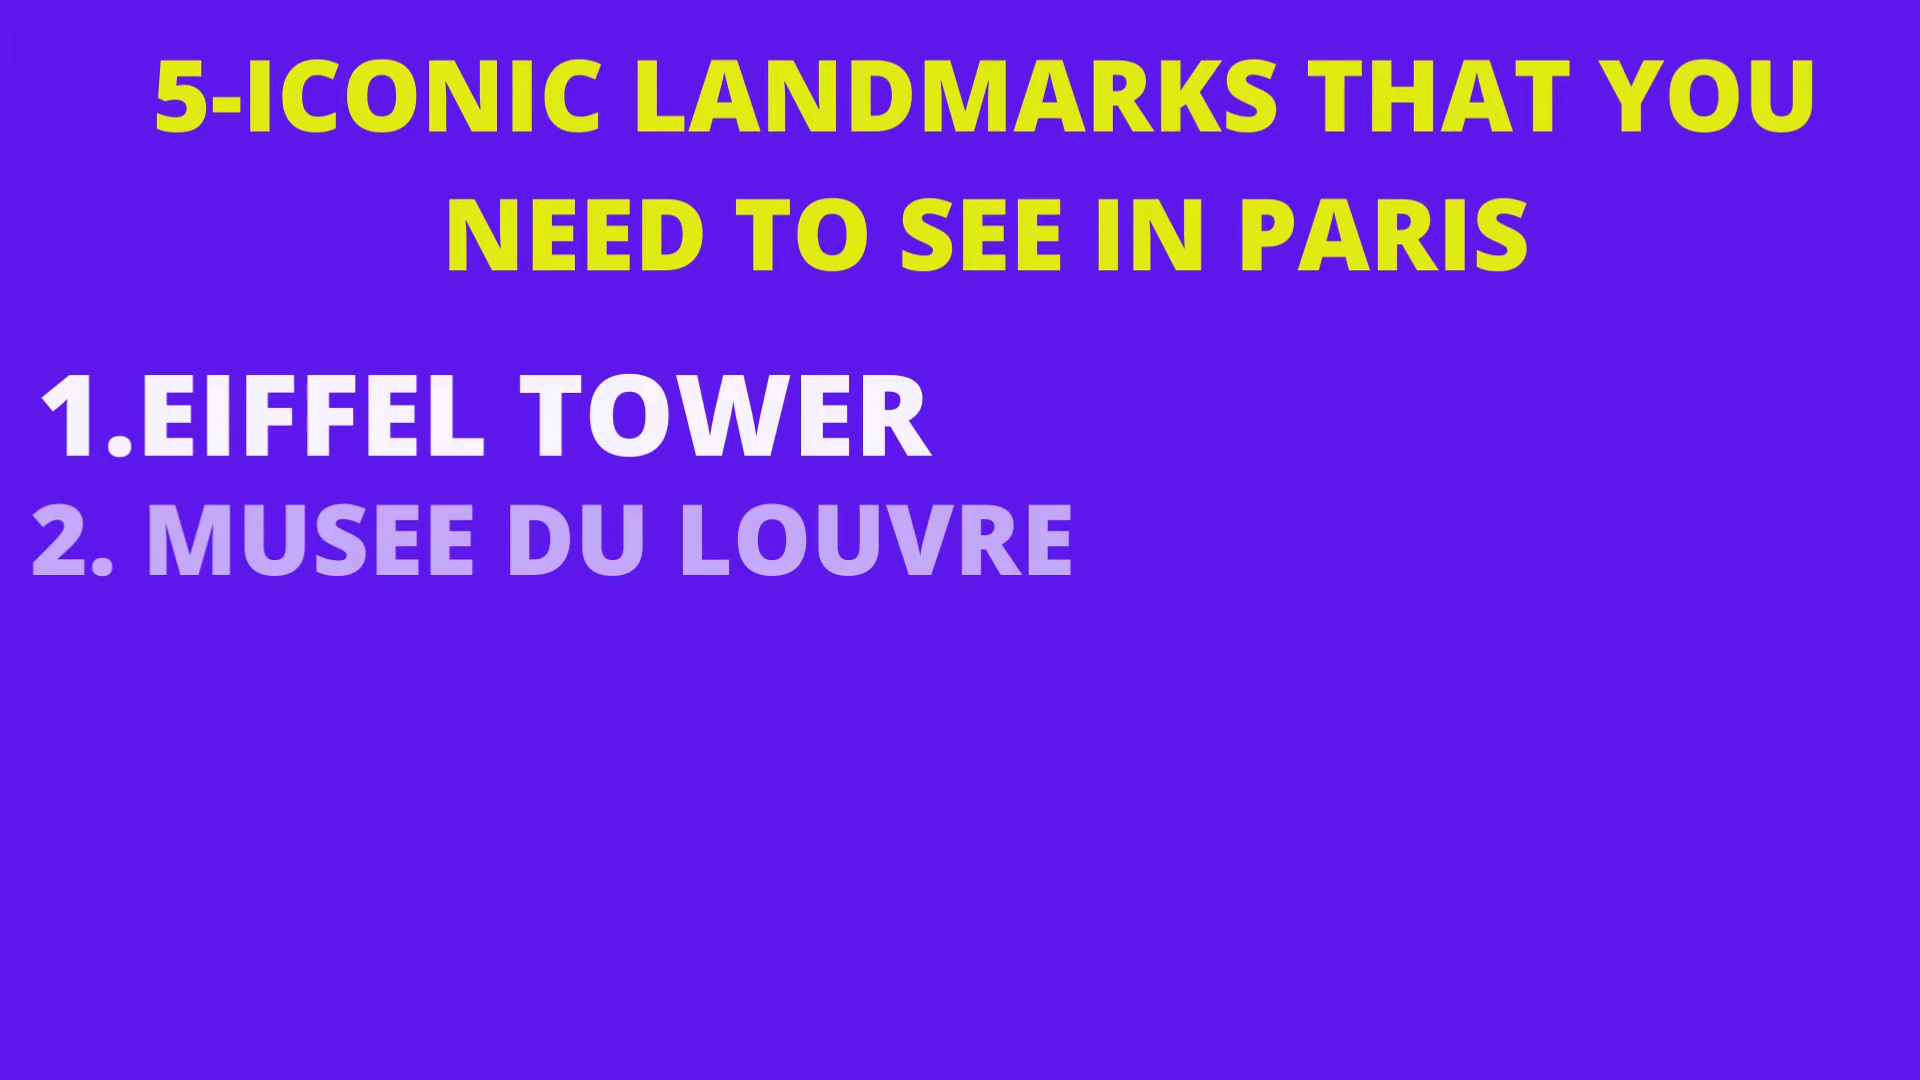 5-ICONIC LANDMARKS THAT YOU
NEED TO SEE IN PARIS
1.EIFFEL TOWER
2. MUSEE DU LOUVRE